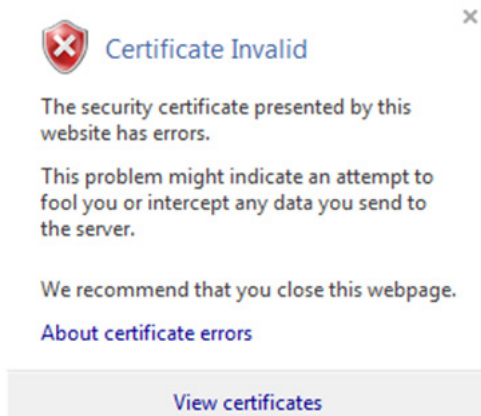 Certificate Invalid
The security certificate presented by this
website has errors.
This problem might indicate an attempt to
fool you or intercept any data you send to
the server.
We recommend that you close this webpage.
About certificate errors
View certificates